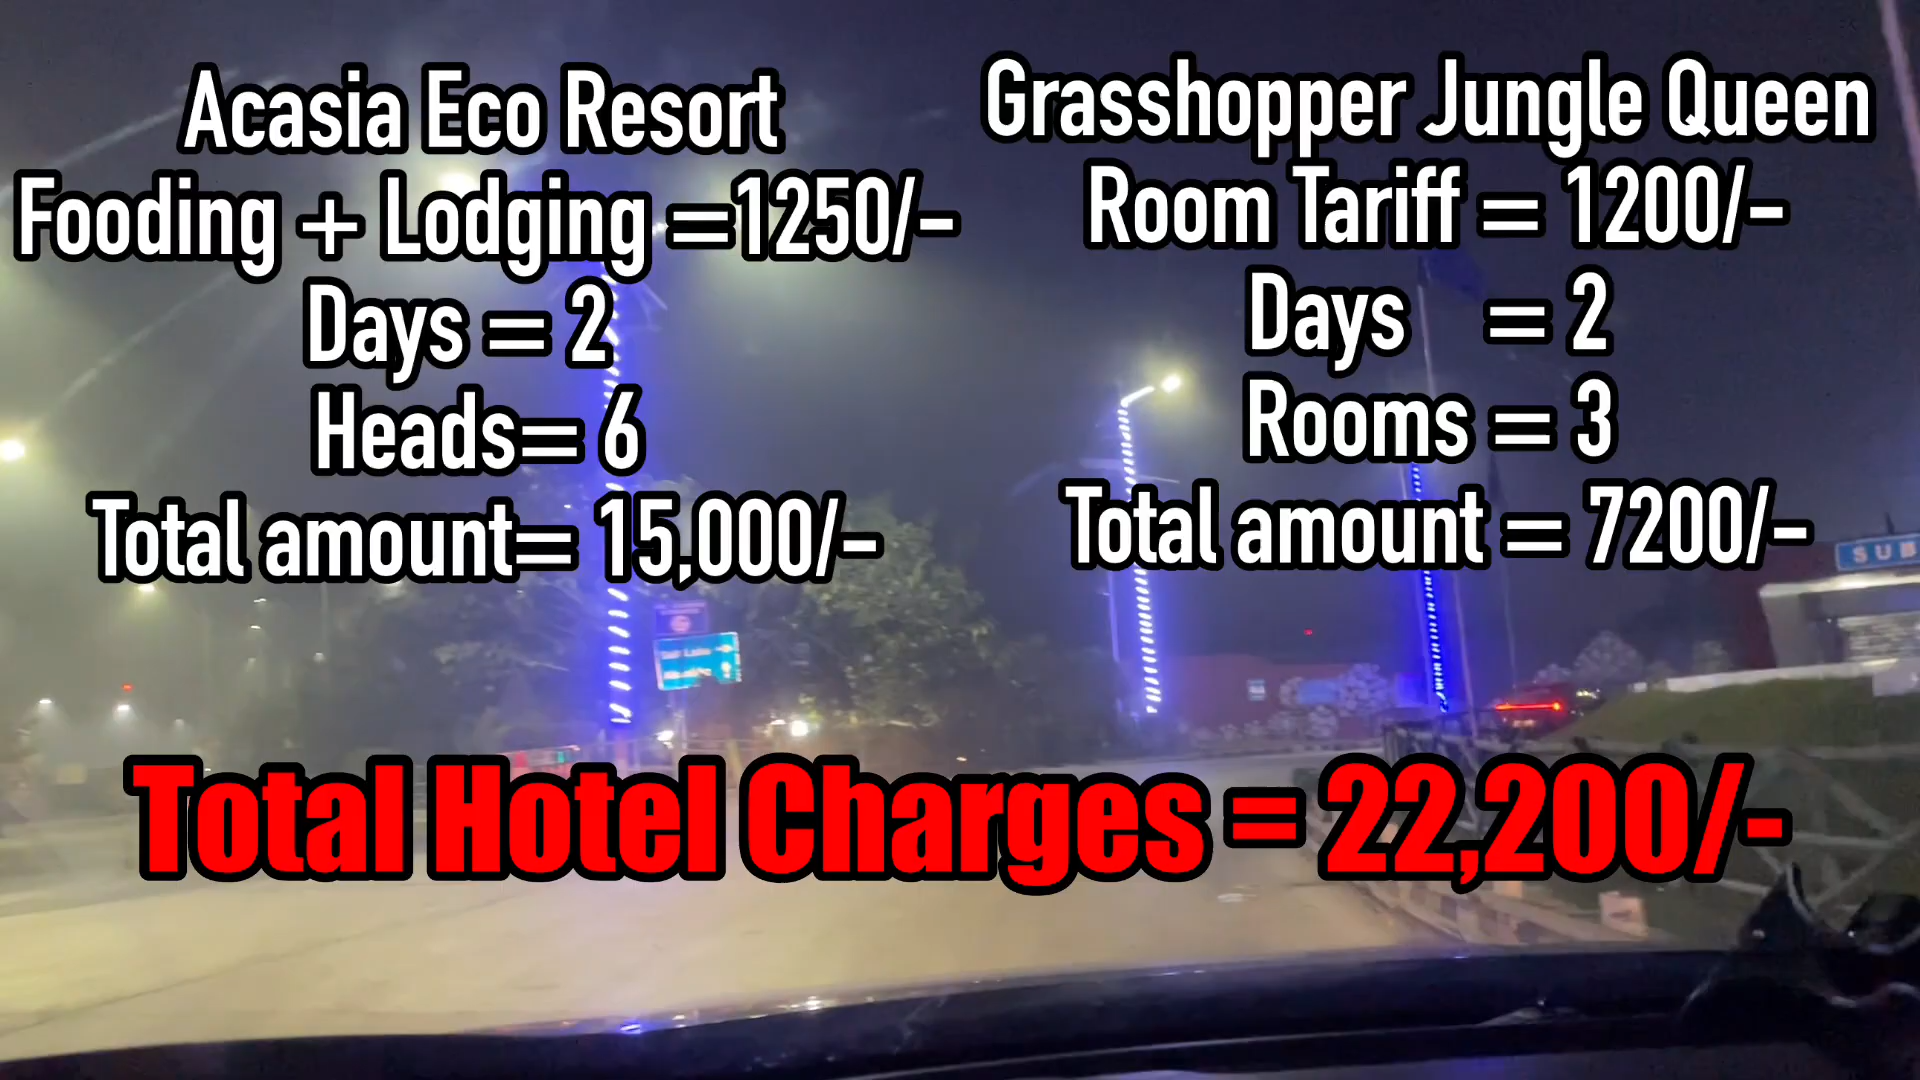 Acasia Eco Resort
Fooding + Lodging =1250/-
Days = 2
Heads= 6
Total amount= 15,000/-
Grasshopper Jungle Queen
Room Tariff = 1200/-
Days = 2
Rooms = 3
Total amount = 7200/-
SUB
Total Hotel Charges = 22,200/-